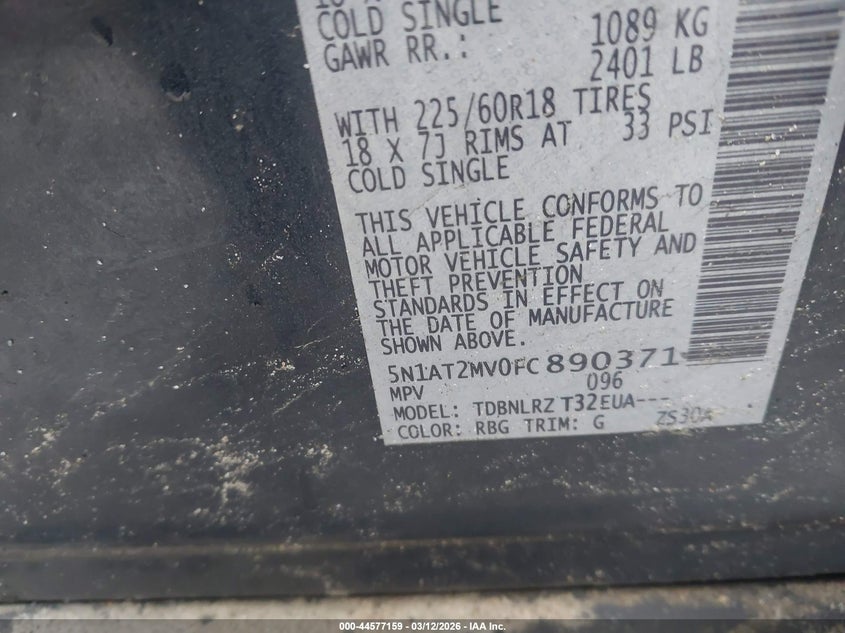 COLD SINGLE
GAWR RR.: 1089 KG
2401 LB
WITH 225/60R18 TIRES
18 X 7J RIMS AT 33 PSI
COLD SINGLE
THIS VEHICLE CONFORMS TO
ALL APPLICABLE FEDERAL
MOTOR VEHICLE SAFETY AND
THEFT PREVENTION
STANDARDS IN EFFECT ON
THE DATE OF MANUFACTURE
SHOWN ABOVE.
5N1AT2MV0FC890371
MPV 096
MODEL: TDBNLRZ T32EUA---
COLOR: RBG TRIM: G ZS30A
000-44577159 — 03/12/2026 — IAA Inc.